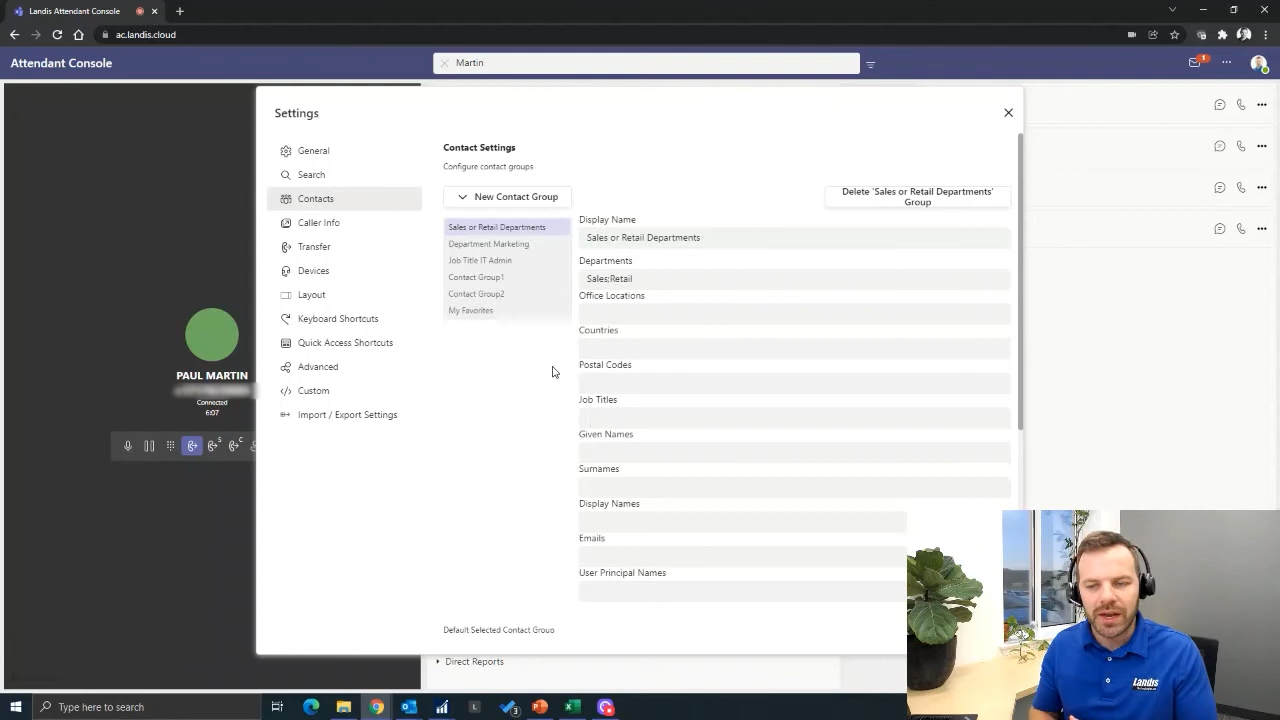 Landis Attendant Console
ac.landis.cloud
Attendant Console
Martin
1
Settings
General
Search
Contacts
Caller Info
Transfer
Devices
Layout
Keyboard Shortcuts
Quick Access Shortcuts
Advanced
Custom
Import / Export Settings
Contact Settings
Configure contact groups
New Contact Group
Delete 'Sales or Retail Departments'
Group
Sales or Retail Departments
Department Marketing
Job Title IT Admin
Contact Group1
Contact Group2
My Favorites
Display Name
Sales or Retail Departments
Departments
Sales;Retail
Office Locations
Countries
Postal Codes
Job Titles
Given Names
Surnames
Display Names
Emails
User Principal Names
Default Selected Contact Group
PAUL MARTIN
Connected
6:07
Direct Reports
Landis
Type here to search